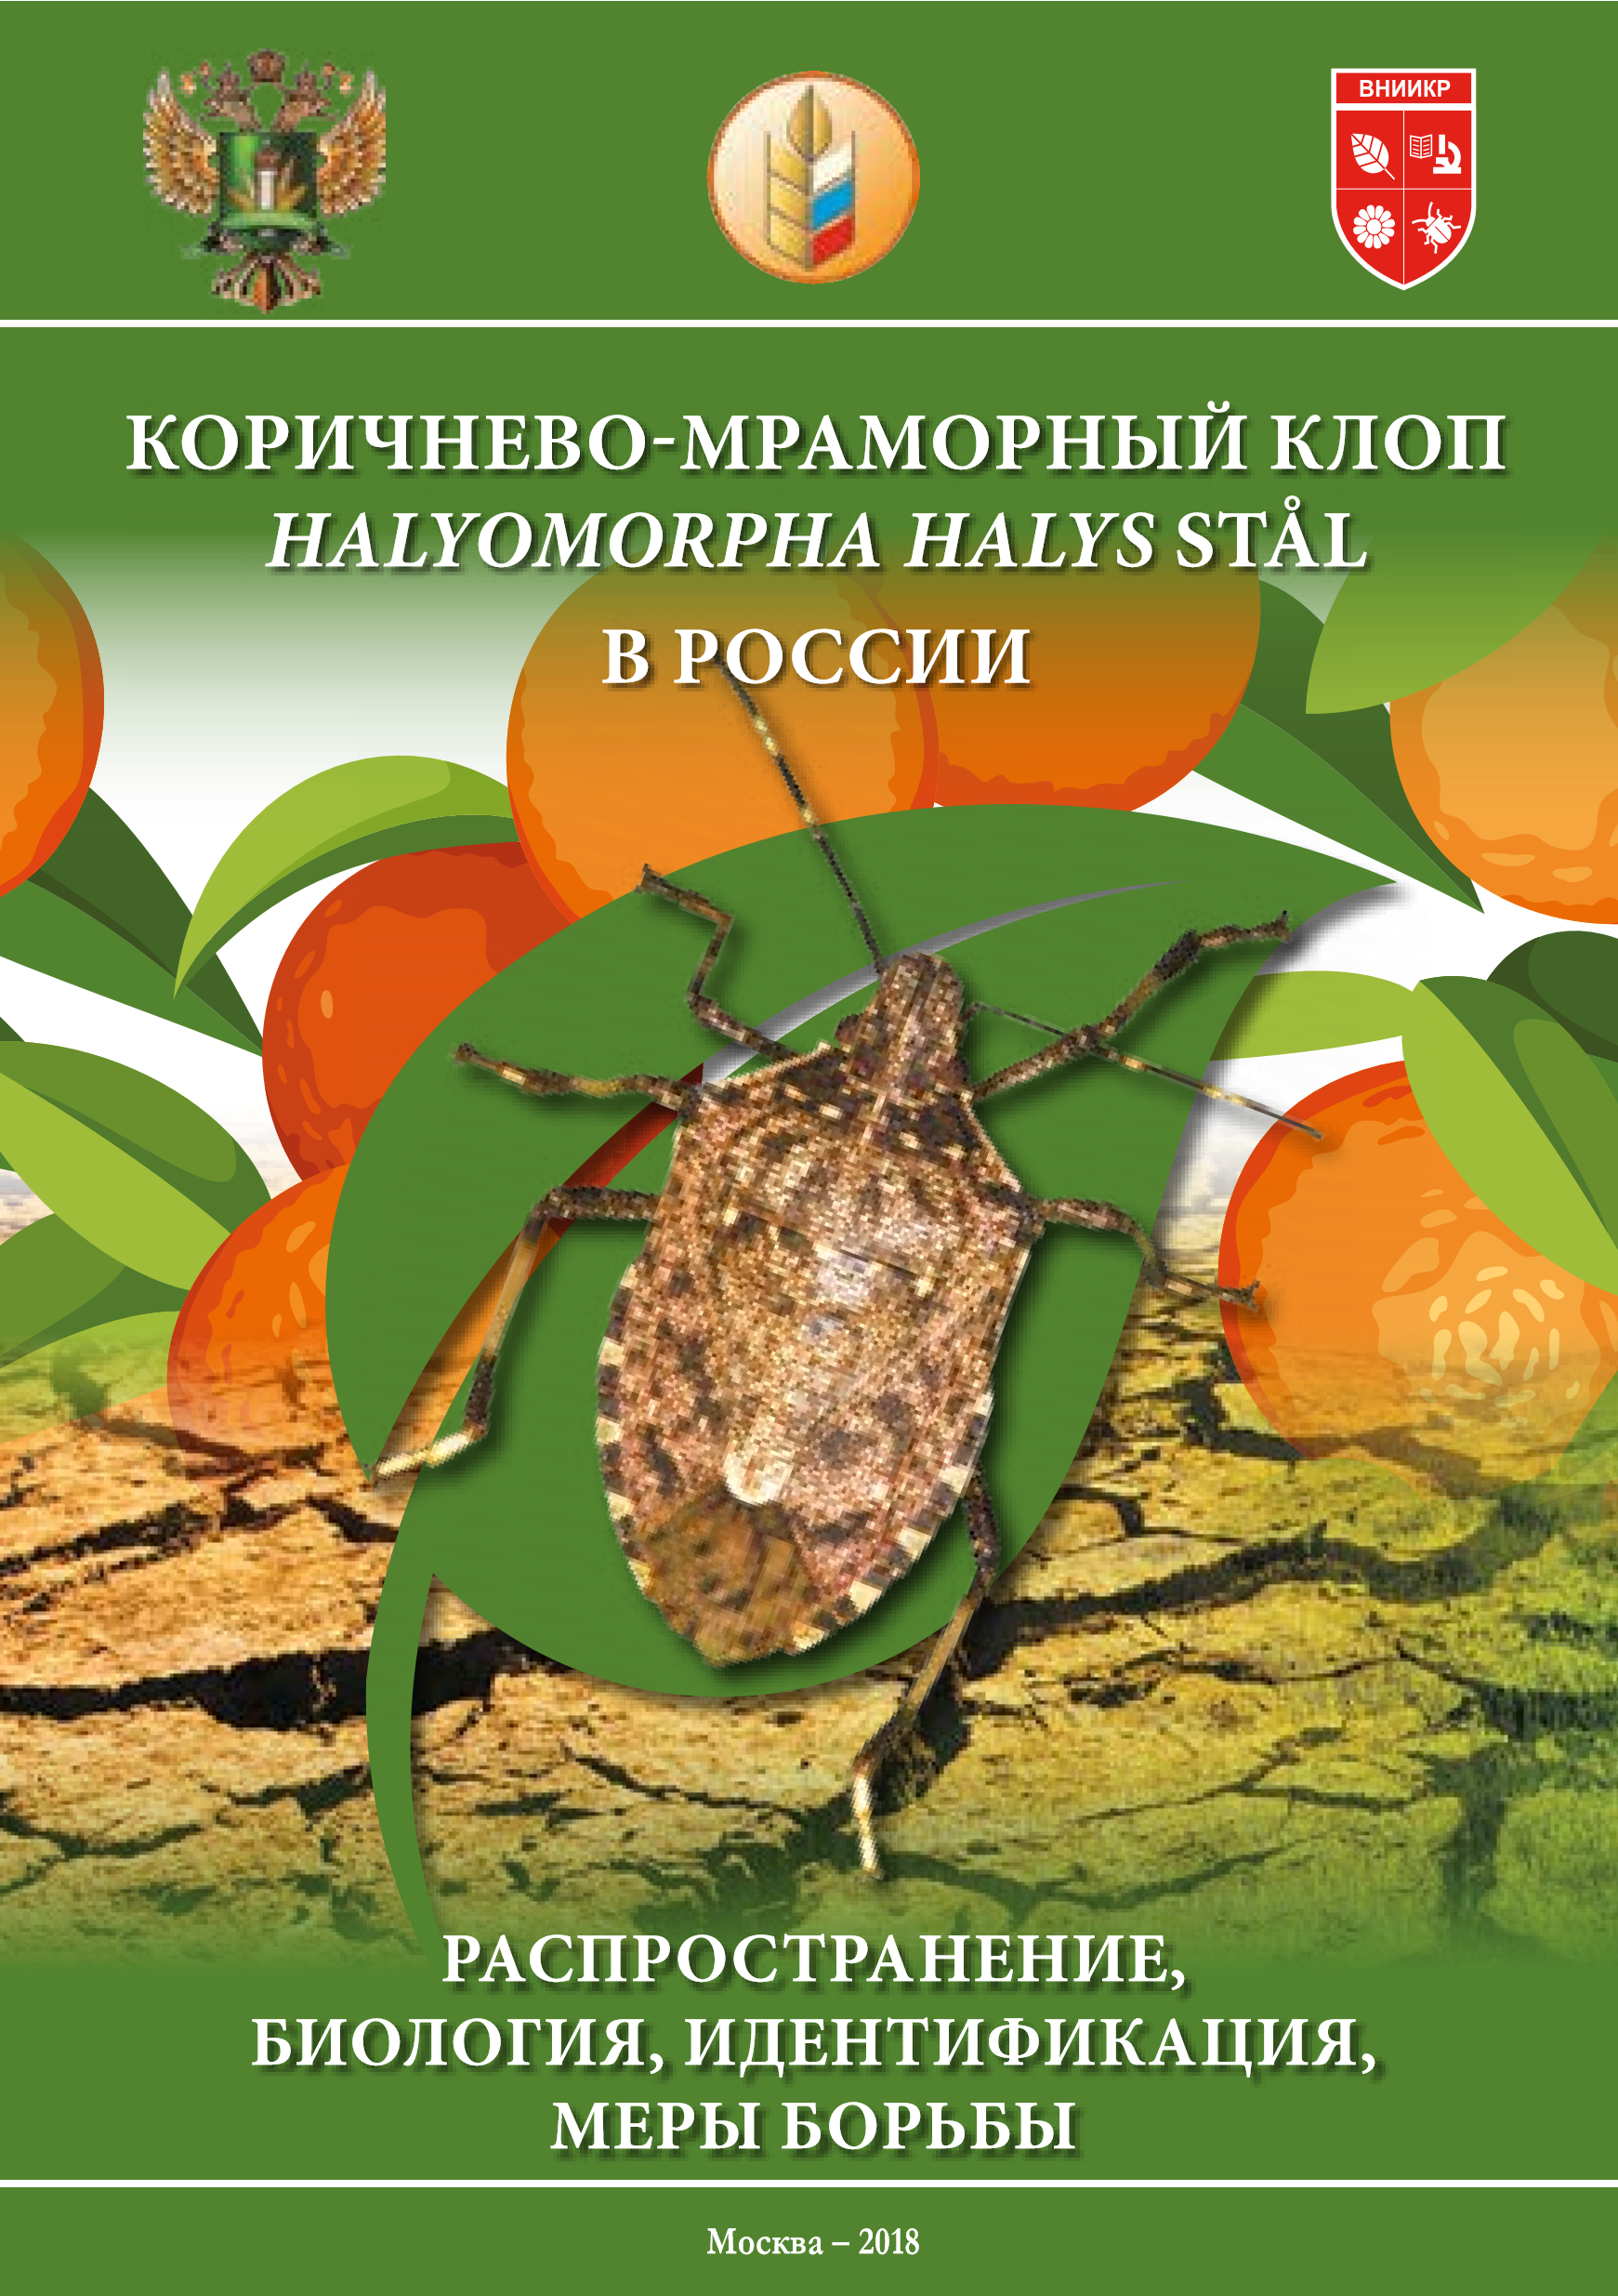 ВНИИКР
КОРИЧНЕВО-МРАМОРНЫЙ КЛОП
HALYOMORPHA HALYS STÅL
В РОССИИ
РАСПРОСТРАНЕНИЕ,
БИОЛОГИЯ, ИДЕНТИФИКАЦИЯ,
МЕРЫ БОРЬБЫ
Москва – 2018